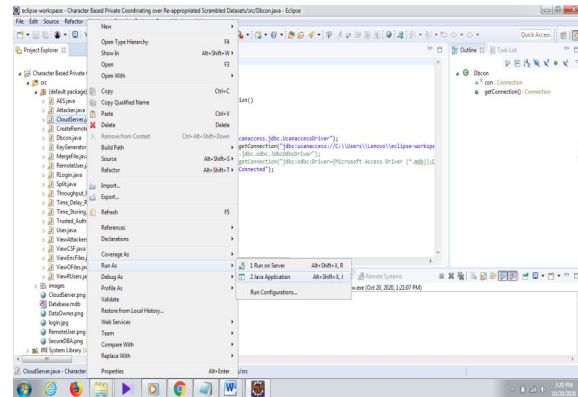 eclipse-workspace - Character Based Private Coordinating over Re-appropriated Scrambled Datasets/src/Dbcon.java - Eclipse
File Edit Source Refactor
Quick Access
Project Explorer
Character Based Private
src
(default package)
AES.java
Attacker.java
CloudServer.java
CreateRemote
Dbcon.java
KeyGenerator
MergeFile.java
RemoteUser.j
RLogin.java
Split.java
Throughput_
Time_Delay_R
Time_Storing_
Trusted_Auth
User.java
ViewAttacker
ViewCSF.java
ViewEncFiles.j
ViewOFiles.jav
ViewRUsers.ja
images
CloudServer.png
Database.mdb
DataOwner.png
login.jpg
RemoteUser.png
SecureDBA.png
JRE System Library [
New
Open Type Hierarchy F4
Show In Alt+Shift+W
Open F3
Open With
Copy Ctrl+C
Copy Qualified Name
Paste Ctrl+V
Delete Delete
Remove from Context Ctrl+Alt+Shift+Down
Build Path
Source Alt+Shift+S
Refactor Alt+Shift+T
Import...
Export...
Refresh F5
References
Declarations
Coverage As
Run As
Debug As
Profile As
Validate
Restore from Local History...
Web Services
Team
Compare With
Replace With
Properties Alt+Enter
1 Run on Server Alt+Shift+X, R
2 Java Application Alt+Shift+X, J
Run Configurations...
ion()
canaccess.jdbc.UcanaccessDriver");
getConnection("jdbc:ucanaccess://C:\\Users\\Lenovo\\eclipse-workspa
.jdbc.odbc.JdbcOdbcDriver");
getConnection("jdbc:odbc:Driver={Microsoft Access Driver (*.mdb)};D
Connected");
Outline
Task List
Dbcon
con : Connection
getConnection() : Connection
Remote Systems
w.exe (Oct 20, 2020, 1:21:07 PM)
CloudServer.java - Character
s/src
3:20 PM
10/20/2020